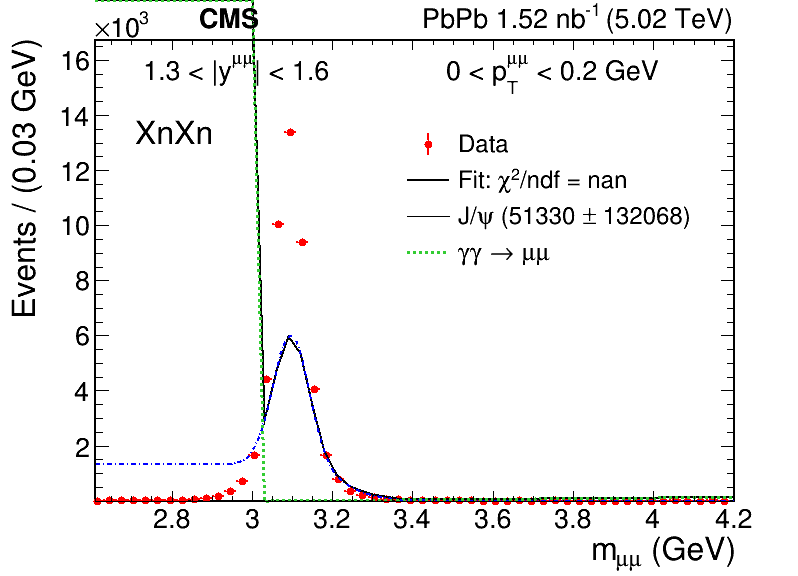 CMS PbPb 1.52 nb⁻¹ (5.02 TeV)
×10³
1.3 < |y^μμ| < 1.6 0 < p_T^μμ < 0.2 GeV
XnXn
Data
Fit: χ²/ndf = nan
J/ψ (51330 ± 132068)
γγ → μμ
Events / (0.03 GeV)
16
14
12
10
8
6
4
2
2.8 3 3.2 3.4 3.6 3.8 4 4.2
m_μμ (GeV)